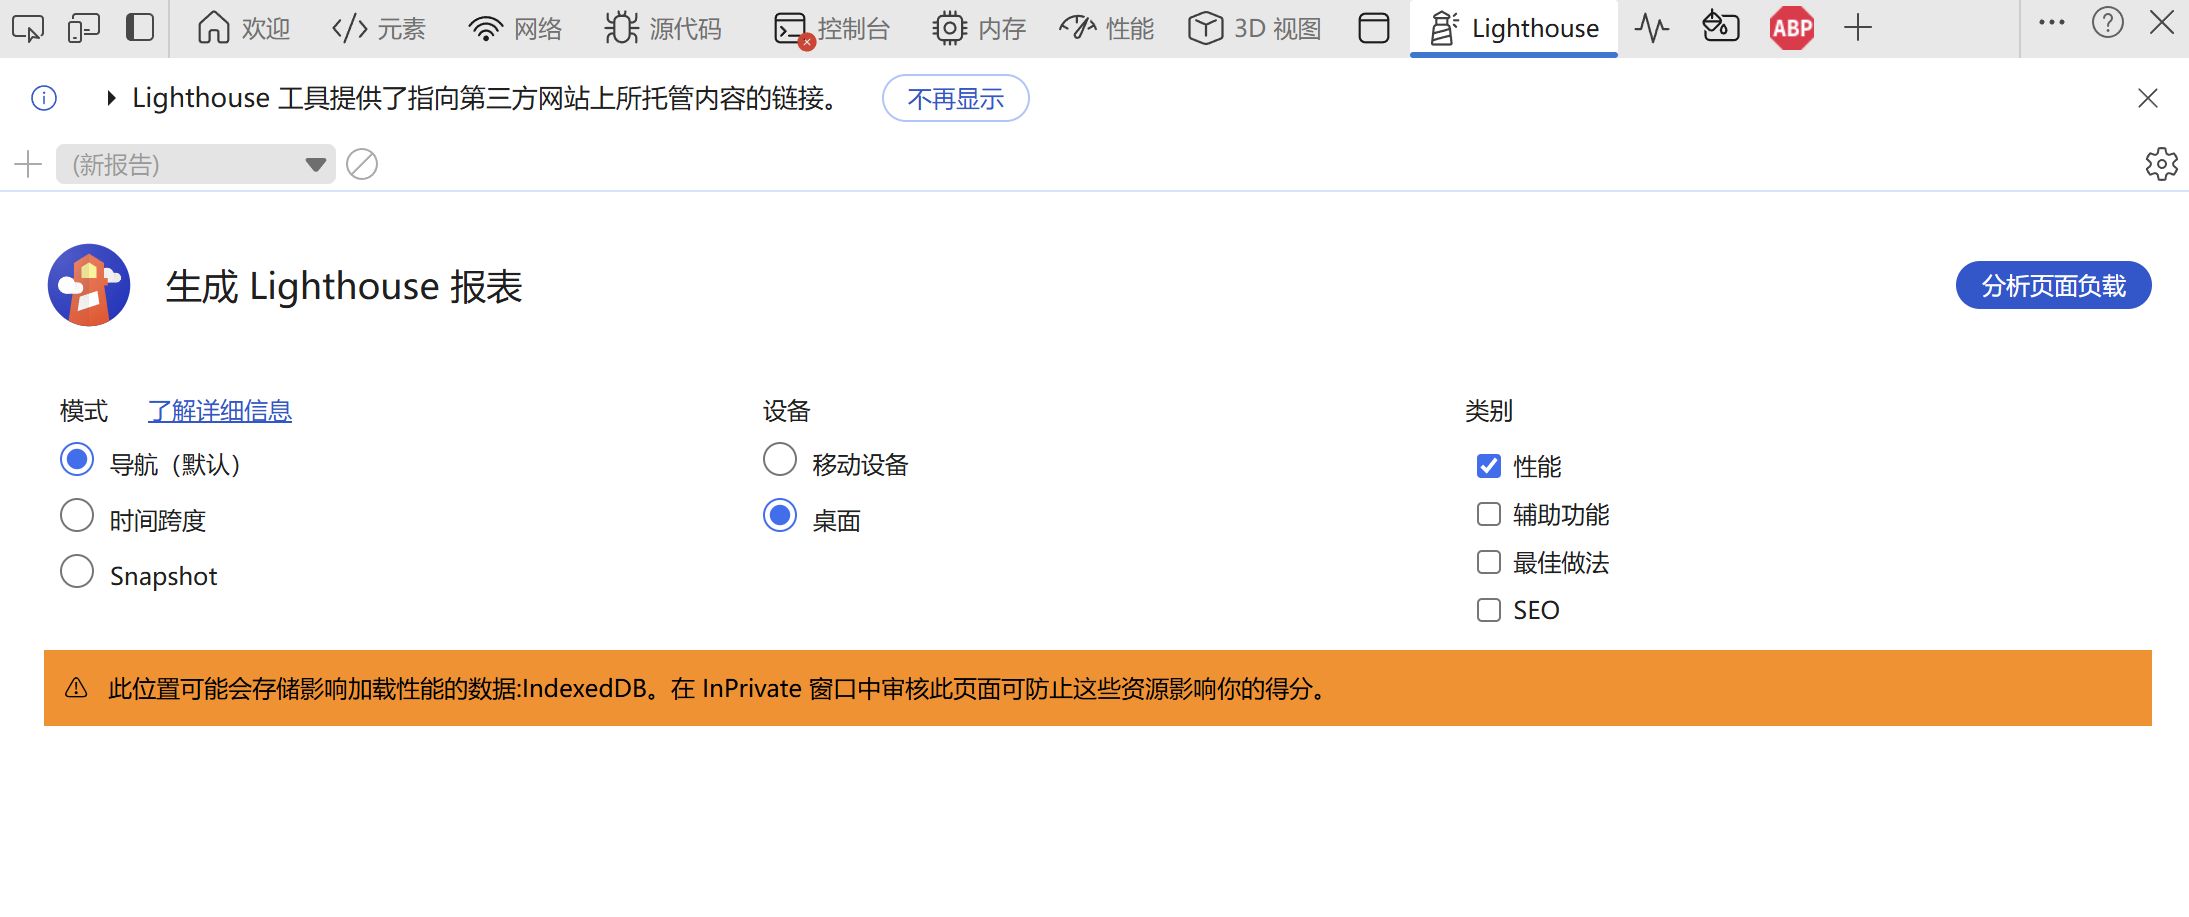 欢迎 元素 网络 源代码 控制台 内存 性能 3D 视图 Lighthouse ABP
Lighthouse 工具提供了指向第三方网站上所托管内容的链接。 不再显示
(新报告)
生成 Lighthouse 报表 分析页面负载
模式 了解详细信息 设备 类别
导航（默认） 移动设备 性能
时间跨度 桌面 辅助功能
Snapshot 最佳做法
SEO
此位置可能会存储影响加载性能的数据:IndexedDB。在 InPrivate 窗口中审核此页面可防止这些资源影响你的得分。